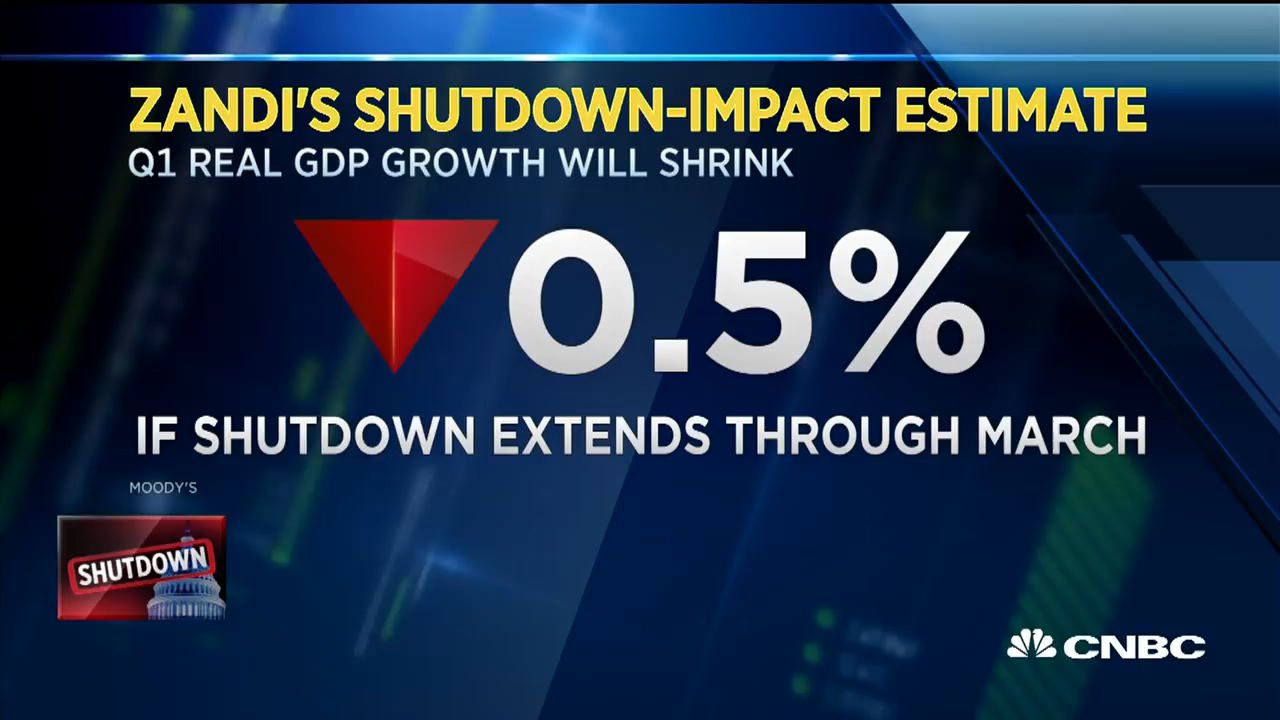 ZANDI'S SHUTDOWN-IMPACT ESTIMATE
Q1 REAL GDP GROWTH WILL SHRINK
0.5%
IF SHUTDOWN EXTENDS THROUGH MARCH
MOODY'S
SHUTDOWN
CNBC